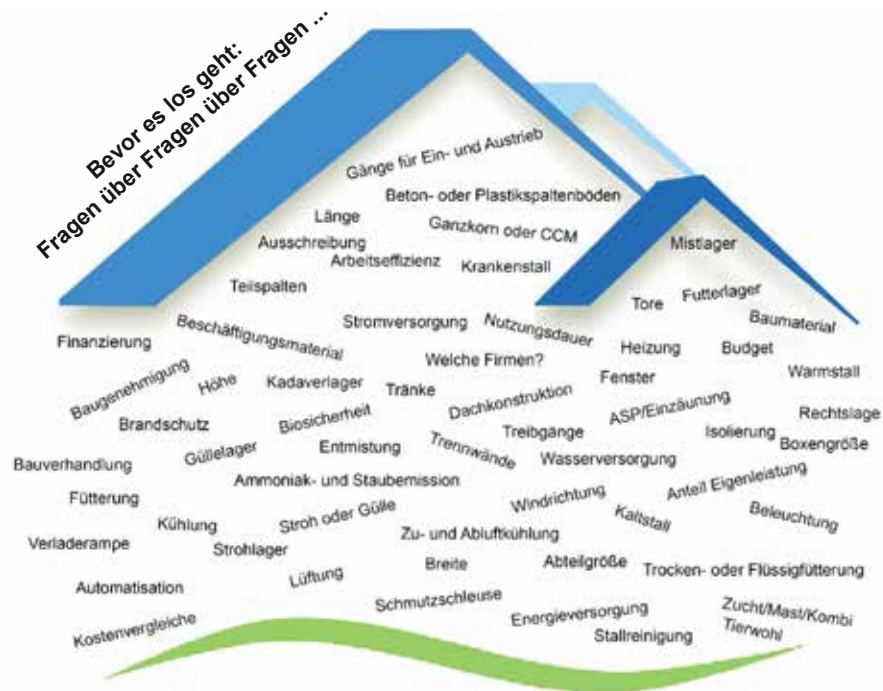 Bevor es los geht:
Fragen über Fragen über Fragen ...
Gänge für Ein- und Austrieb
Beton- oder Plastikspaltenböden
Länge
Ganzkorn oder CCM
Mistlager
Ausschreibung
Arbeitseffizienz
Krankenstall
Teilspalten
Tore
Futterlager
Finanzierung
Beschäftigungsmaterial
Stromversorgung
Nutzungsdauer
Baumaterial
Welche Firmen?
Heizung
Budget
Baugenehmigung
Höhe
Kadaverlager
Tränke
Fenster
Warmstall
Brandschutz
Biosicherheit
Dachkonstruktion
ASP/Einzäunung
Rechtslage
Güllelager
Entmistung
Trennwände
Treibgänge
Isolierung
Boxengröße
Bauverhandlung
Wasserversorgung
Ammoniak- und Staubemission
Fütterung
Windrichtung
Anteil Eigenleistung
Kühlung
Stroh oder Gülle
Kaltstall
Beleuchtung
Verladerampe
Strohlager
Zu- und Abluftkühlung
Automatisation
Lüftung
Breite
Abteilgröße
Trocken- oder Flüssigfütterung
Schmutzschleuse
Kostenvergleiche
Energieversorgung
Zucht/Mast/Kombi
Stallreinigung
Tierwohl